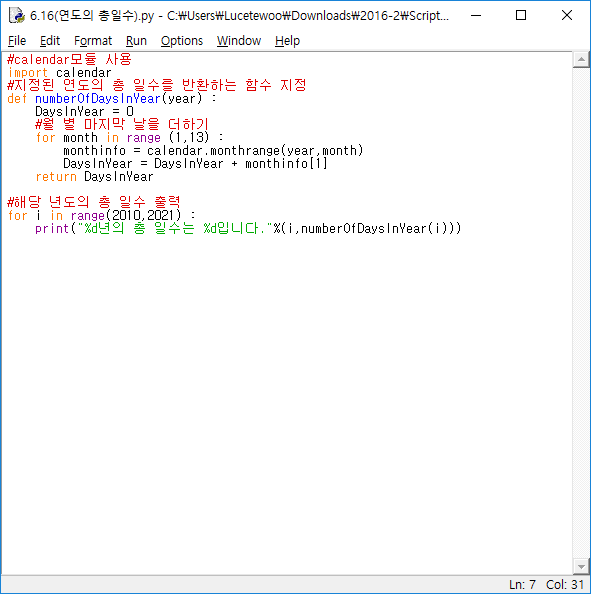 6.16(연도의 총일수).py - C:₩Users₩Lucetewoo₩Downloads₩2016-2₩Script...
File Edit Format Run Options Window Help
#calendar모듈 사용
import calendar
#지정된 연도의 총 일수를 반환하는 함수 지정
def numberOfDaysInYear(year) :
    DaysInYear = 0
    #월 별 마지막 날을 더하기
    for month in range (1,13) :
        monthinfo = calendar.monthrange(year,month)
        DaysInYear = DaysInYear + monthinfo[1]
    return DaysInYear
#해당 년도의 총 일수 출력
for i in range(2010,2021) :
    print("%d년의 총 일수는 %d입니다."%(i,numberOfDaysInYear(i)))
Ln: 7 Col: 31